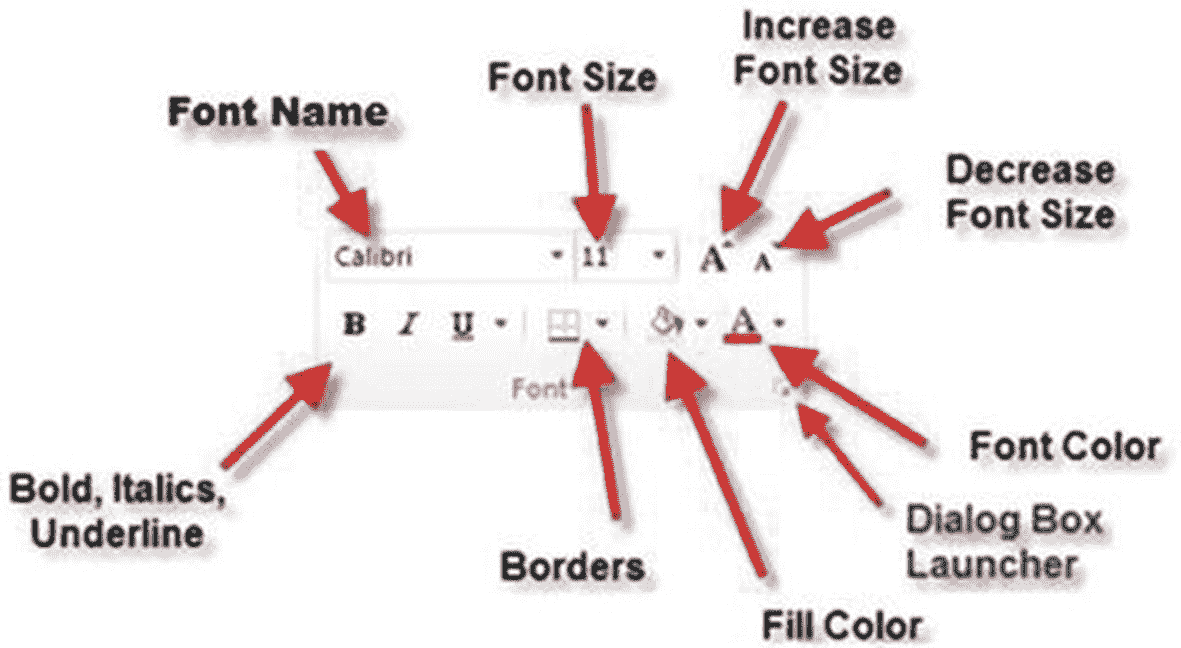 Increase
Font Size
Font Size
Font Name
Decrease
Font Size
Calibri 11 A A
B I U A
Font
Font Color
Bold, Italics,
Underline
Dialog Box
Launcher
Borders
Fill Color